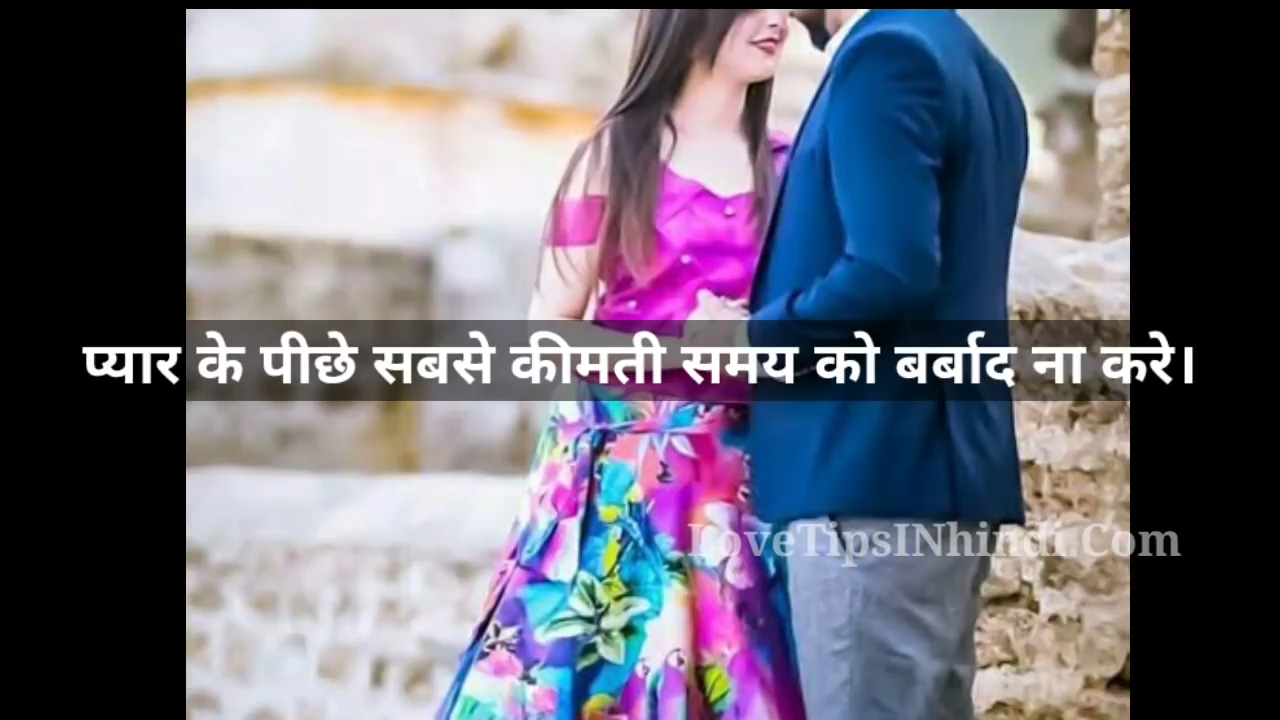 प्यार के पीछे सबसे कीमती समय को बर्बाद ना करे।
LoveTipsINhindi.Com